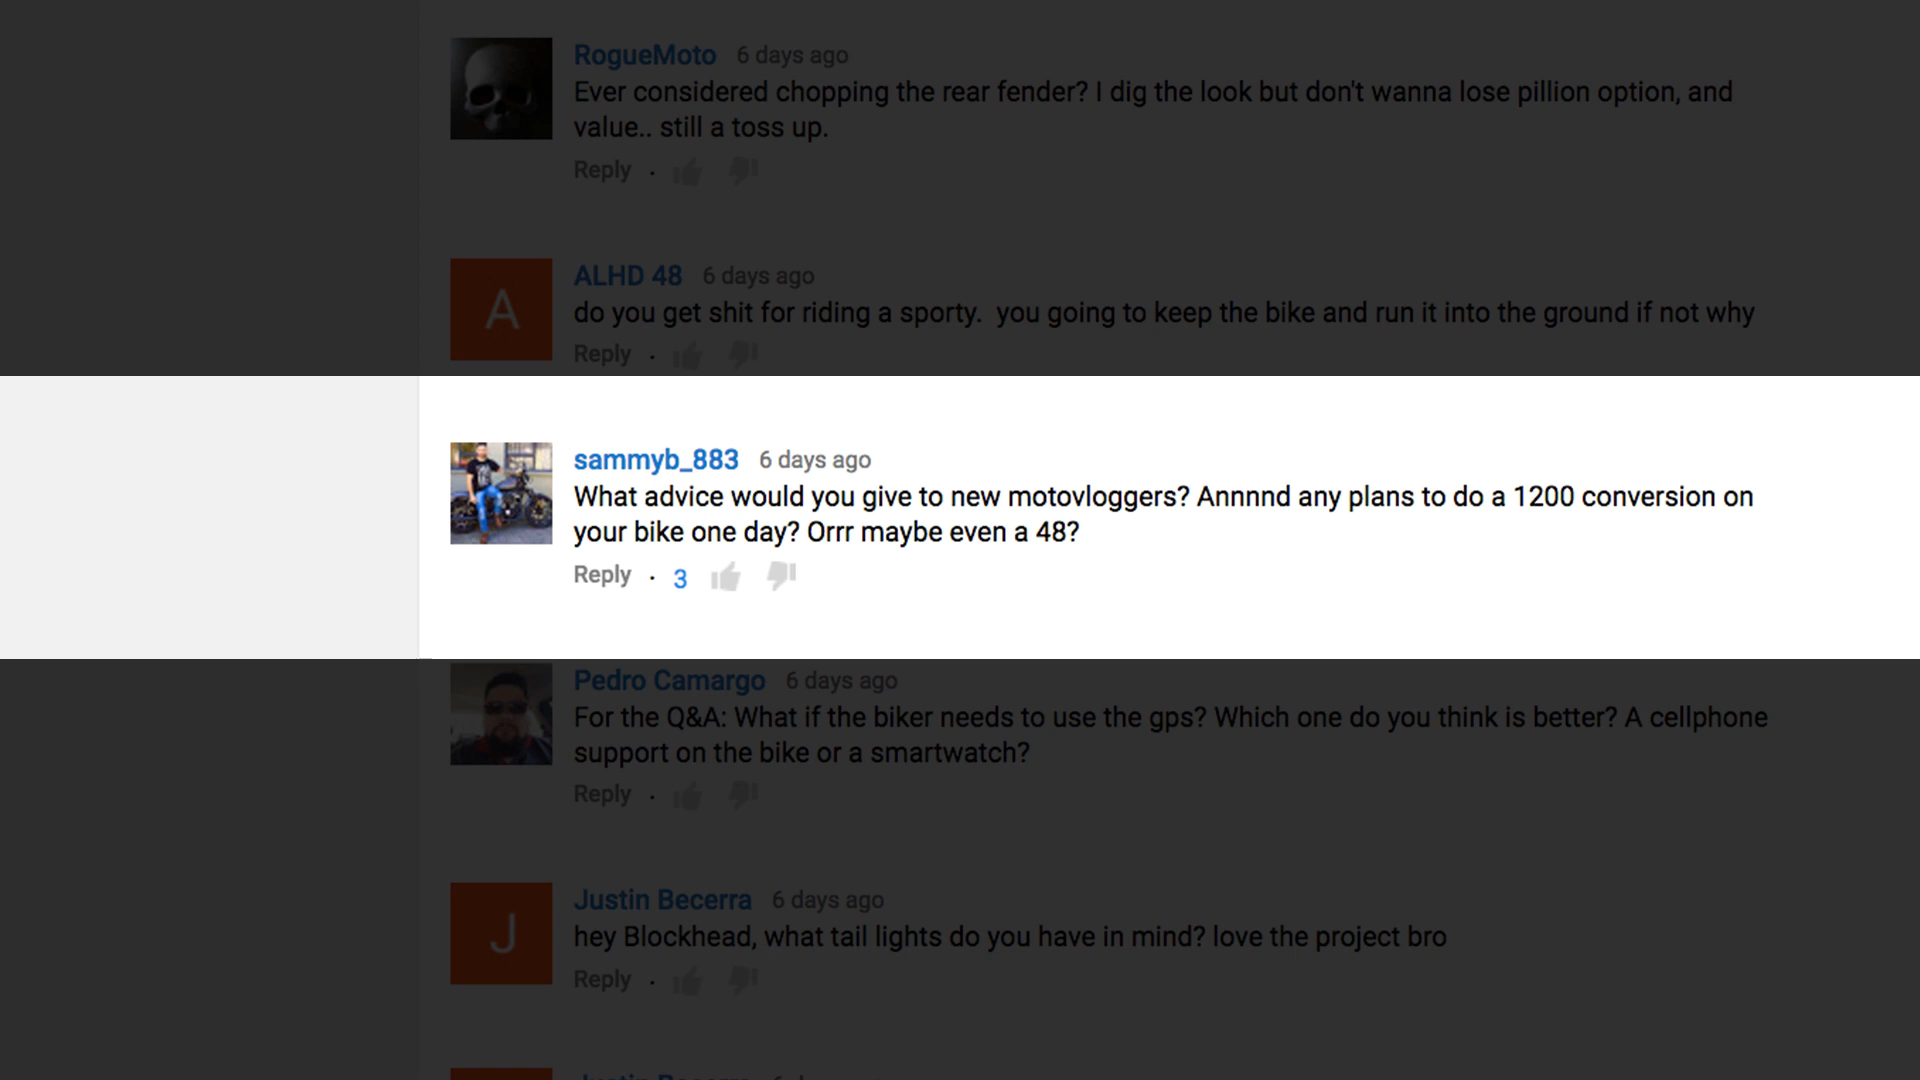 RogueMoto 6 days ago
Ever considered chopping the rear fender? I dig the look but don't wanna lose pillion option, and
value.. still a toss up.
Reply ·
A
ALHD 48 6 days ago
do you get shit for riding a sporty.  you going to keep the bike and run it into the ground if not why
Reply ·
sammyb_883 6 days ago
What advice would you give to new motovloggers? Annnnd any plans to do a 1200 conversion on
your bike one day? Orrr maybe even a 48?
Reply · 3
Pedro Camargo 6 days ago
For the Q&A: What if the biker needs to use the gps? Which one do you think is better? A cellphone
support on the bike or a smartwatch?
Reply ·
J
Justin Becerra 6 days ago
hey Blockhead, what tail lights do you have in mind? love the project bro
Reply ·